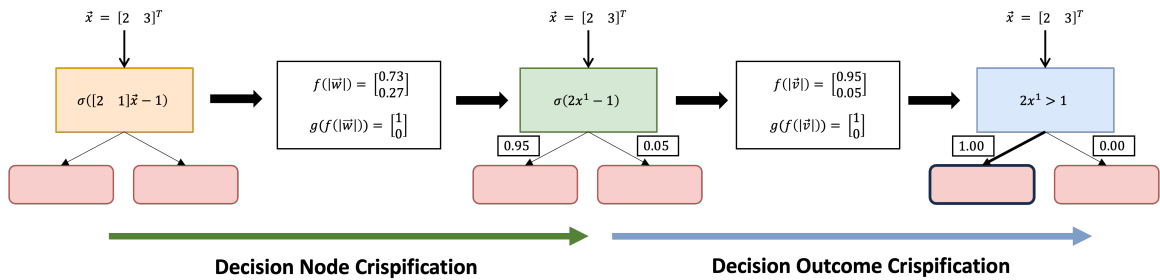 x⃗ = [2 3]ᵀ
σ([2 1]x⃗ − 1)
f(|w⃗|) = [0.73 0.27]
g(f(|w⃗|)) = [1 0]
x⃗ = [2 3]ᵀ
σ(2x¹ − 1)
0.95
0.05
f(|v⃗|) = [0.95 0.05]
g(f(|v⃗|)) = [1 0]
x⃗ = [2 3]ᵀ
2x¹ > 1
1.00
0.00
Decision Node Crispification
Decision Outcome Crispification